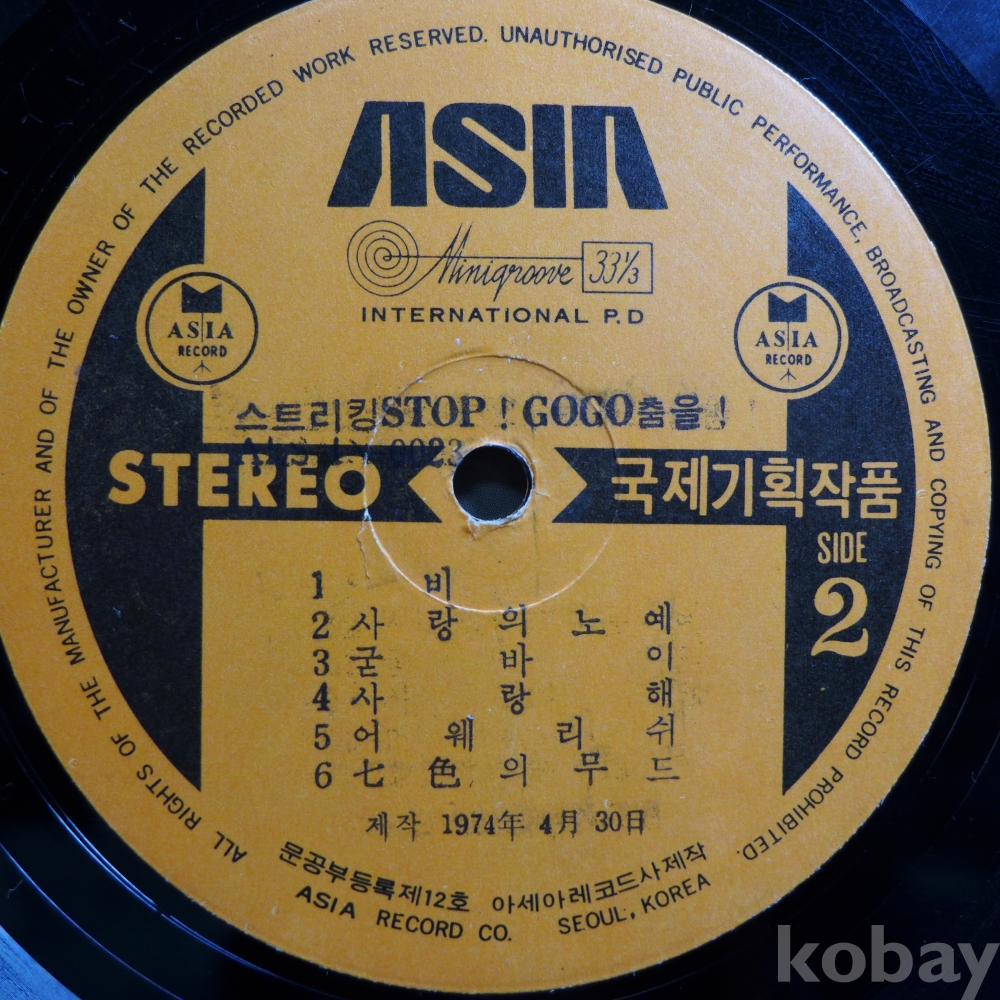 ALL RIGHTS OF THE MANUFACTURER AND OF THE OWNER OF THE RECORDED WORK RESERVED. UNAUTHORISED PUBLIC PERFORMANCE, BROADCASTING AND COPYING OF THIS RECORD PROHIBITED.
ASIA
Minigroove 33⅓
INTERNATIONAL P.D
ASIA RECORD
ASIA RECORD
스트리킹STOP!GOGO춤을!
0023
STEREO 국제기획작품
SIDE
2
1 비
2 사랑의노예
3 굳바이
4 사랑해
5 어웨리쉬
6 七色의무드
제작 1974年 4月 30日
문공부등록제12호 아세아레코드사제작
ASIA RECORD CO. SEOUL, KOREA
kobay